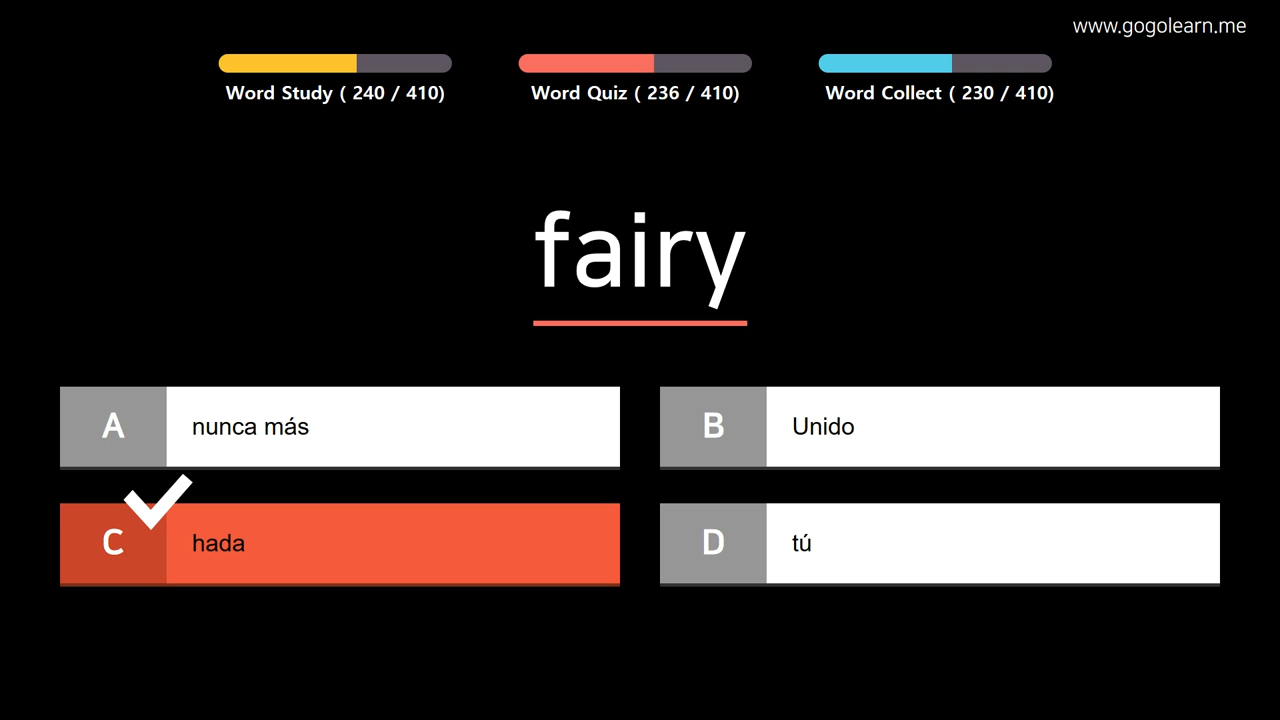 www.gogolearn.me
Word Study ( 240 / 410)
Word Quiz ( 236 / 410)
Word Collect ( 230 / 410)
fairy
A nunca más
B Unido
C hada
D tú